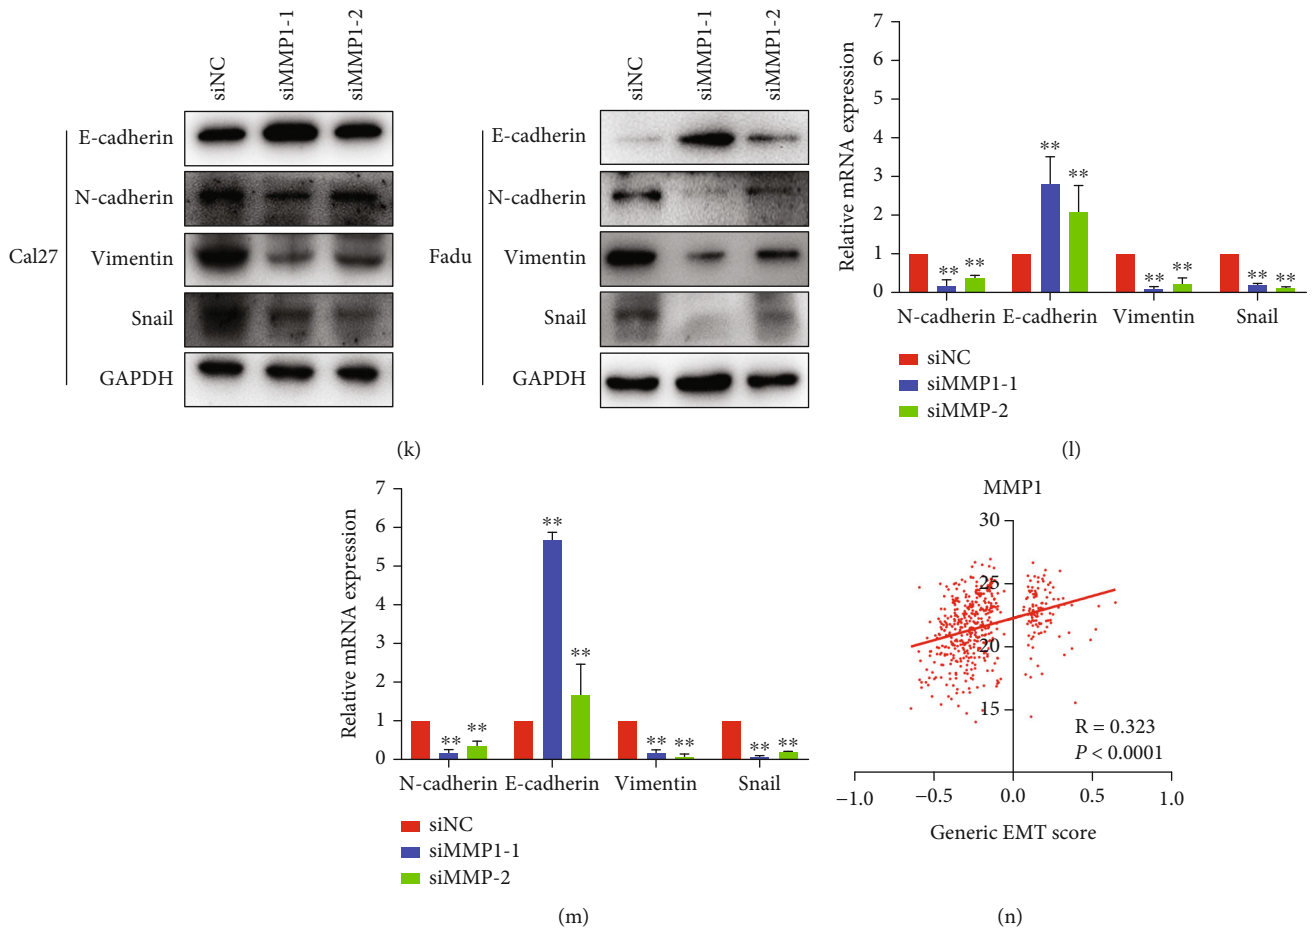 siNC
siMMP1-1
siMMP1-2
Cal27
E-cadherin
N-cadherin
Vimentin
Snail
GAPDH
siNC
siMMP1-1
siMMP1-2
Fadu
E-cadherin
N-cadherin
Vimentin
Snail
GAPDH
(k)
Relative mRNA expression
7
6
5
4
3
2
1
0
** ** ** ** ** ** ** **
N-cadherin E-cadherin Vimentin Snail
siNC
siMMP1-1
siMMP-2
(l)
Relative mRNA expression
7
6
5
4
3
2
1
0
** ** ** ** ** ** ** **
N-cadherin E-cadherin Vimentin Snail
siNC
siMMP1-1
siMMP-2
(m)
MMP1
30
25
20
15
R = 0.323
P < 0.0001
−1.0 −0.5 0.0 0.5 1.0
Generic EMT score
(n)